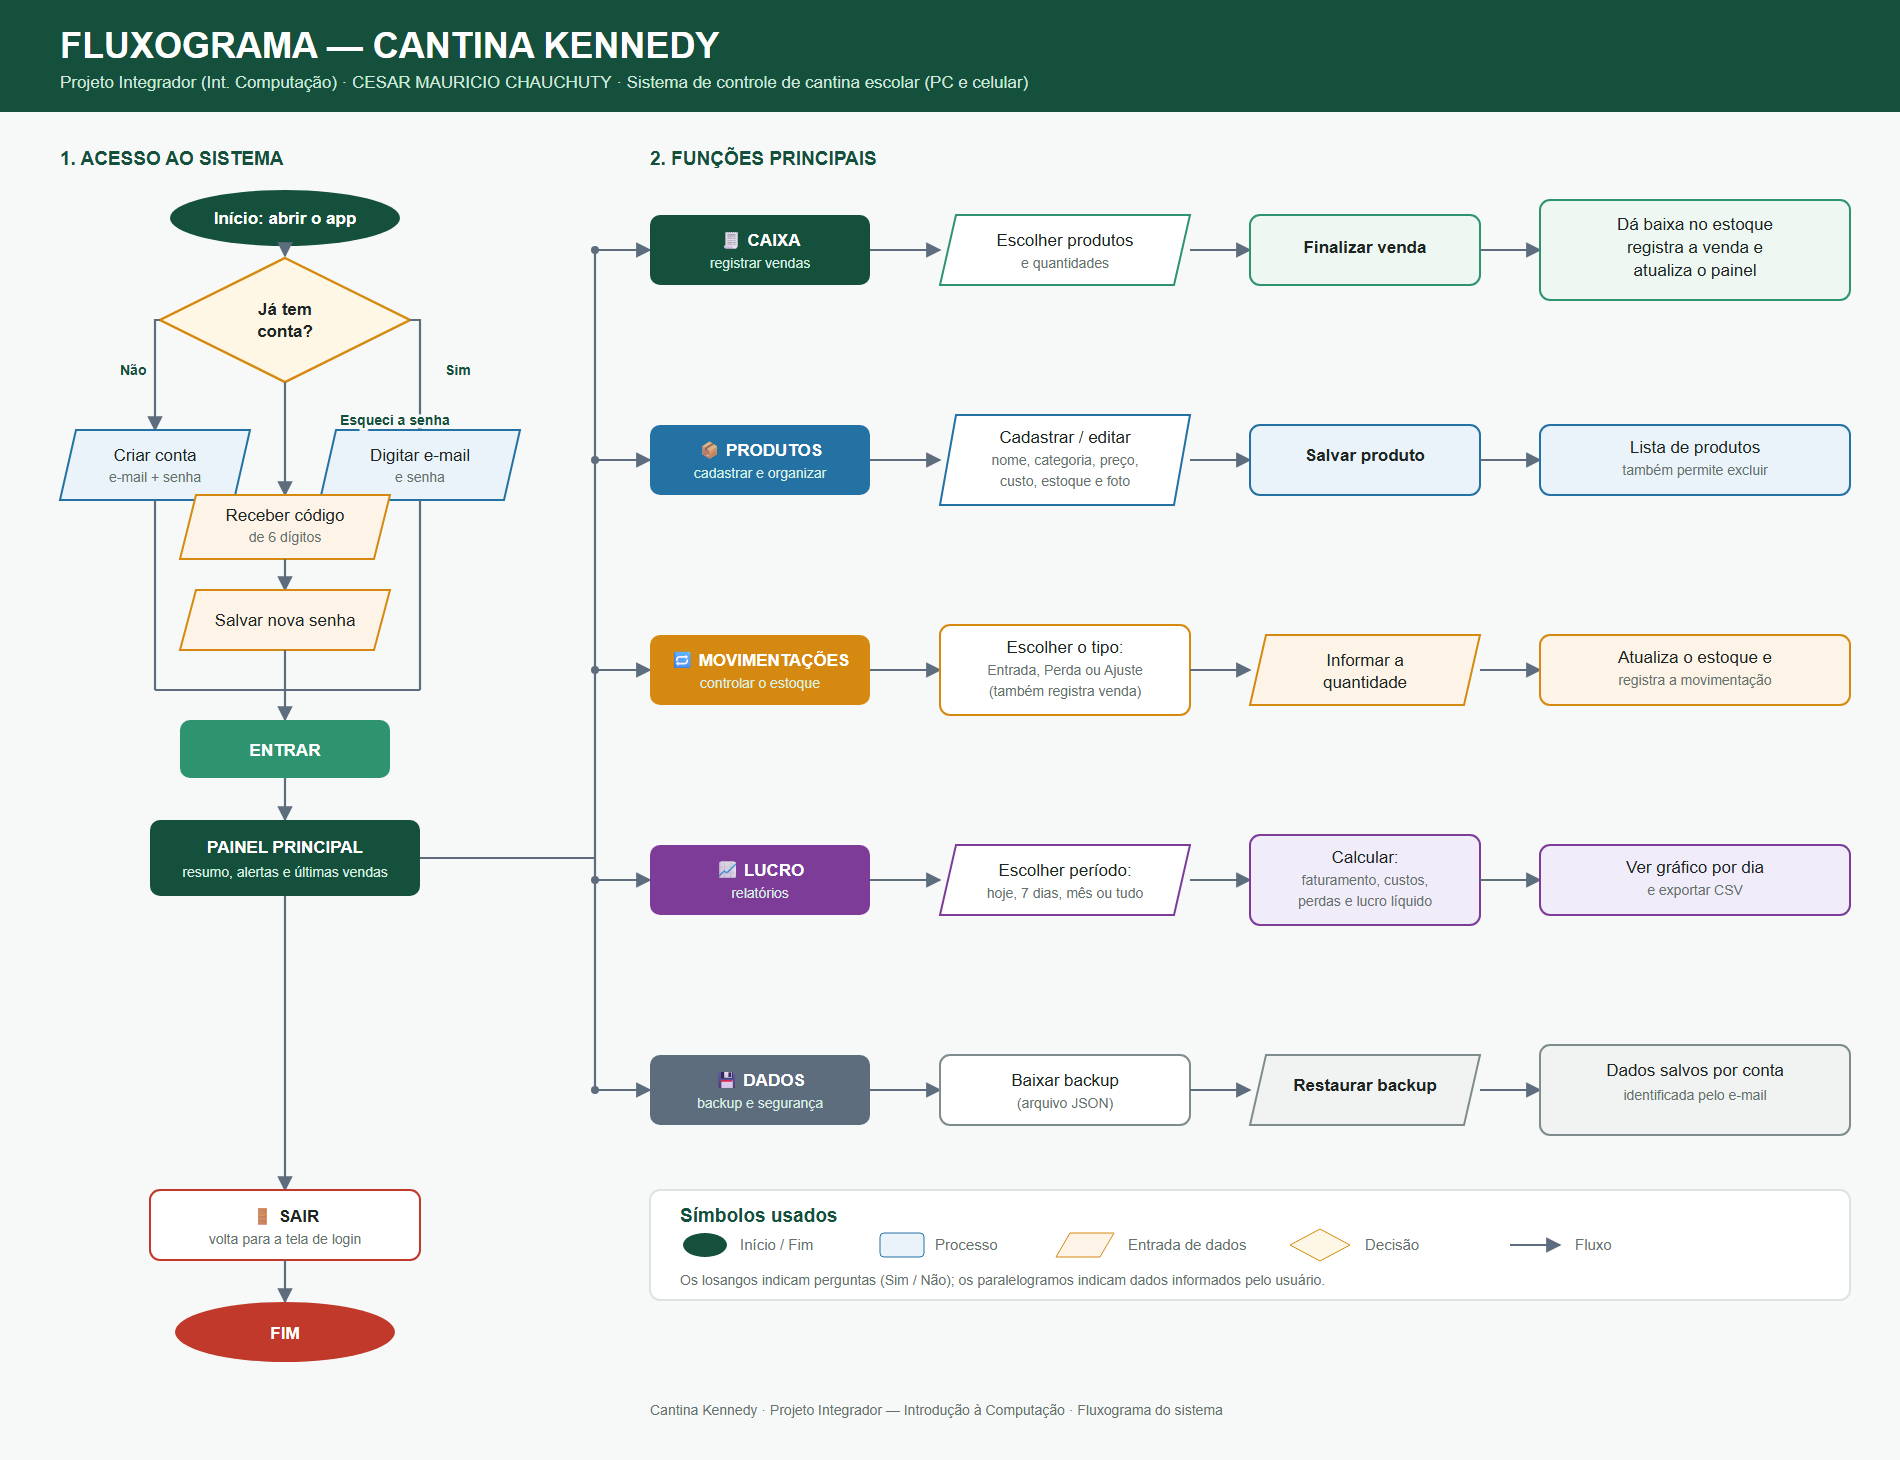 FLUXOGRAMA — CANTINA KENNEDY
Projeto Integrador (Int. Computação) · CESAR MAURICIO CHAUCHUTY · Sistema de controle de cantina escolar (PC e celular)
1. ACESSO AO SISTEMA
Início: abrir o app
Já tem
conta?
Não
Sim
Esqueci a senha
Criar conta
e-mail + senha
Digitar e-mail
e senha
Receber código
de 6 dígitos
Salvar nova senha
ENTRAR
PAINEL PRINCIPAL
resumo, alertas e últimas vendas
SAIR
volta para a tela de login
FIM
2. FUNÇÕES PRINCIPAIS
CAIXA
registrar vendas
Escolher produtos
e quantidades
Finalizar venda
Dá baixa no estoque
registra a venda e
atualiza o painel
PRODUTOS
cadastrar e organizar
Cadastrar / editar
nome, categoria, preço,
custo, estoque e foto
Salvar produto
Lista de produtos
também permite excluir
MOVIMENTAÇÕES
controlar o estoque
Escolher o tipo:
Entrada, Perda ou Ajuste
(também registra venda)
Informar a
quantidade
Atualiza o estoque e
registra a movimentação
LUCRO
relatórios
Escolher período:
hoje, 7 dias, mês ou tudo
Calcular:
faturamento, custos,
perdas e lucro líquido
Ver gráfico por dia
e exportar CSV
DADOS
backup e segurança
Baixar backup
(arquivo JSON)
Restaurar backup
Dados salvos por conta
identificada pelo e-mail
Símbolos usados
Início / Fim
Processo
Entrada de dados
Decisão
Fluxo
Os losangos indicam perguntas (Sim / Não); os paralelogramos indicam dados informados pelo usuário.
Cantina Kennedy · Projeto Integrador — Introdução à Computação · Fluxograma do sistema